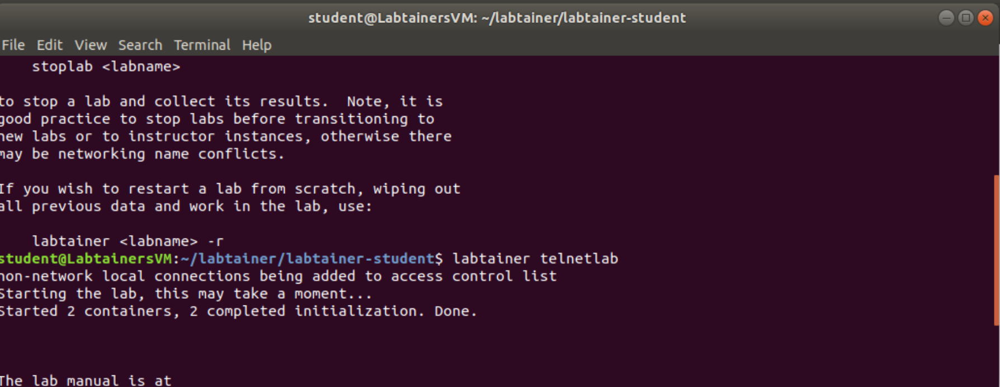 student@LabtainersVM: ~/labtainer/labtainer-student
File Edit View Search Terminal Help
stoplab <labname>
to stop a lab and collect its results.  Note, it is
good practice to stop labs before transitioning to
new labs or to instructor instances, otherwise there
may be networking name conflicts.
If you wish to restart a lab from scratch, wiping out
all previous data and work in the lab, use:
labtainer <labname> -r
student@LabtainersVM:~/labtainer/labtainer-student$ labtainer telnetlab
non-network local connections being added to access control list
Starting the lab, this may take a moment...
Started 2 containers, 2 completed initialization. Done.
The lab manual is at